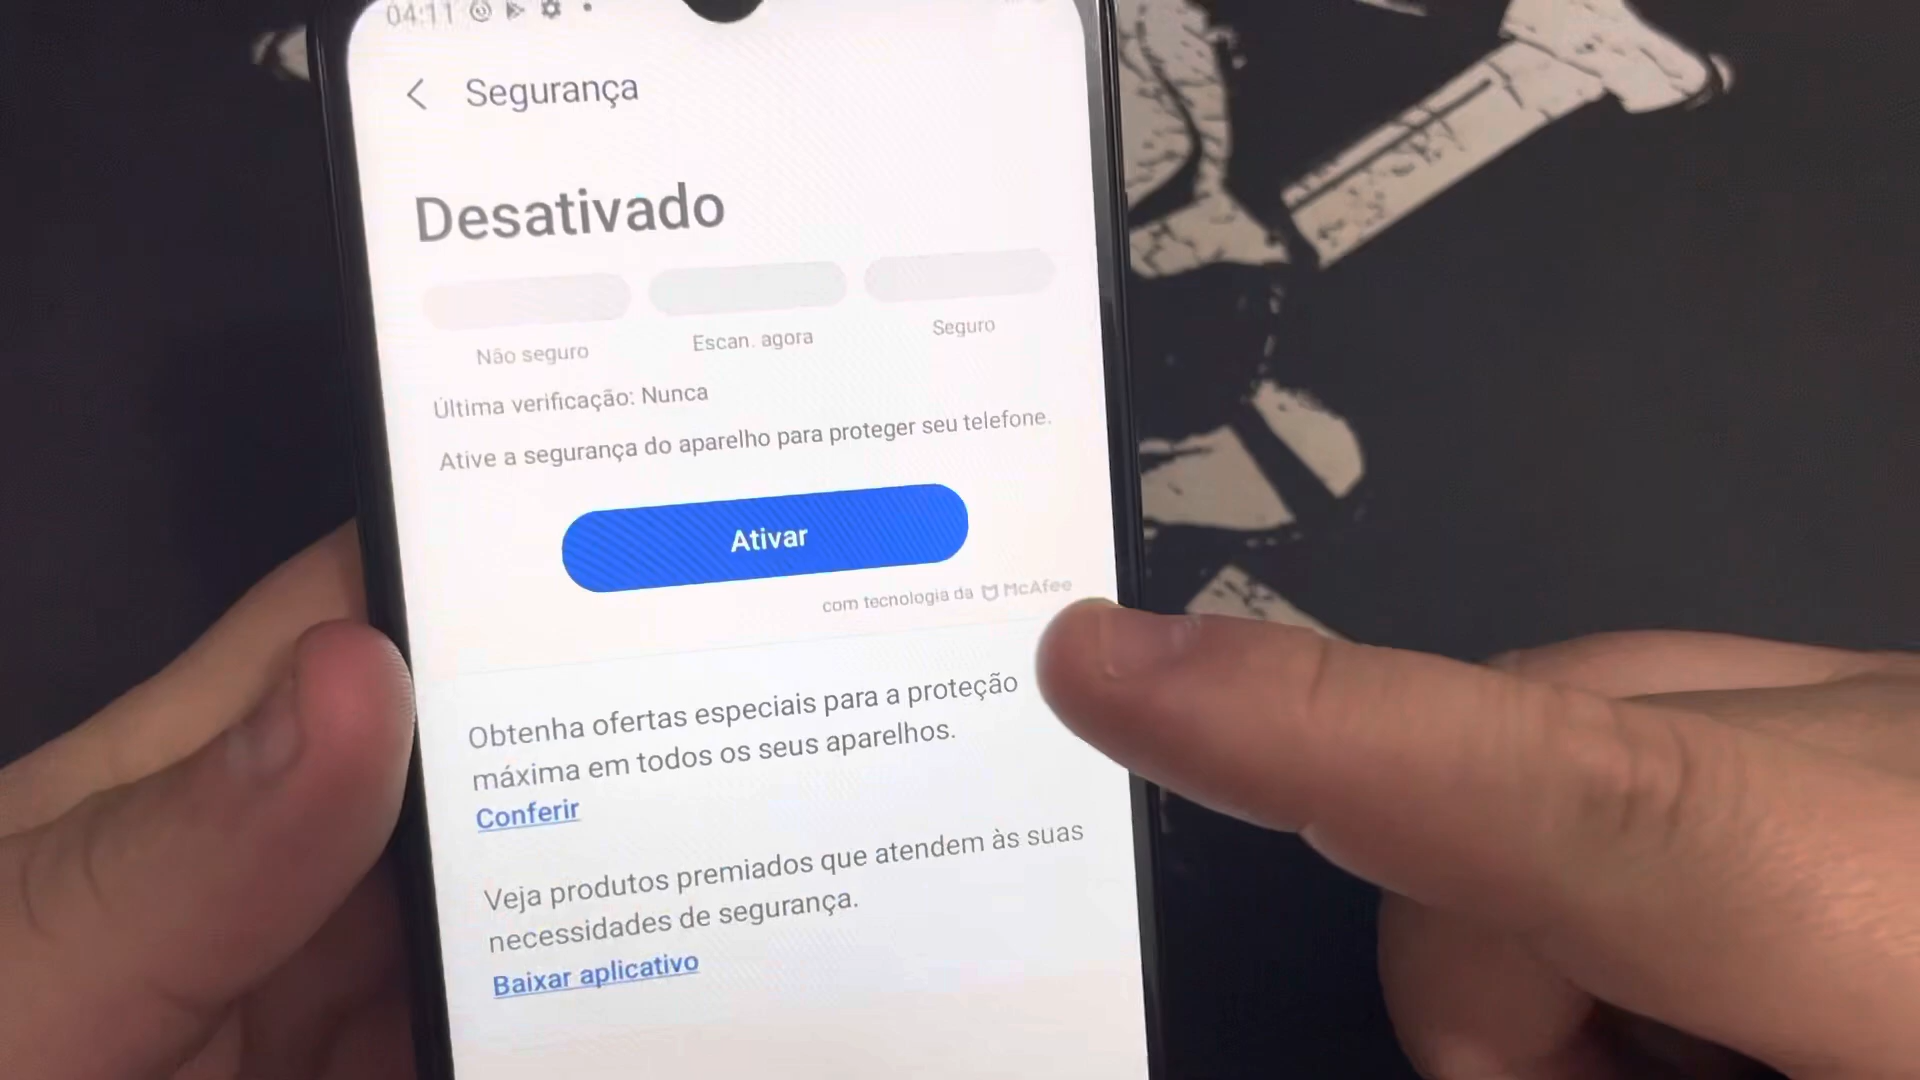 04:11
Segurança
Desativado
Não seguro
Escan. agora
Seguro
Última verificação: Nunca
Ative a segurança do aparelho para proteger seu telefone.
Ativar
com tecnologia da McAfee
Obtenha ofertas especiais para a proteção
máxima em todos os seus aparelhos.
Conferir
Veja produtos premiados que atendem às suas
necessidades de segurança.
Baixar aplicativo